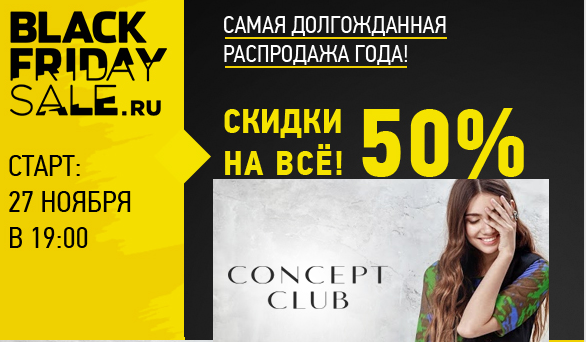 BLACK
FRIDAY
SALE.RU
СТАРТ:
27 НОЯБРЯ
В 19:00
САМАЯ ДОЛГОЖДАННАЯ
РАСПРОДАЖА ГОДА!
СКИДКИ
НА ВСЁ!
50%
CONCEPT
CLUB